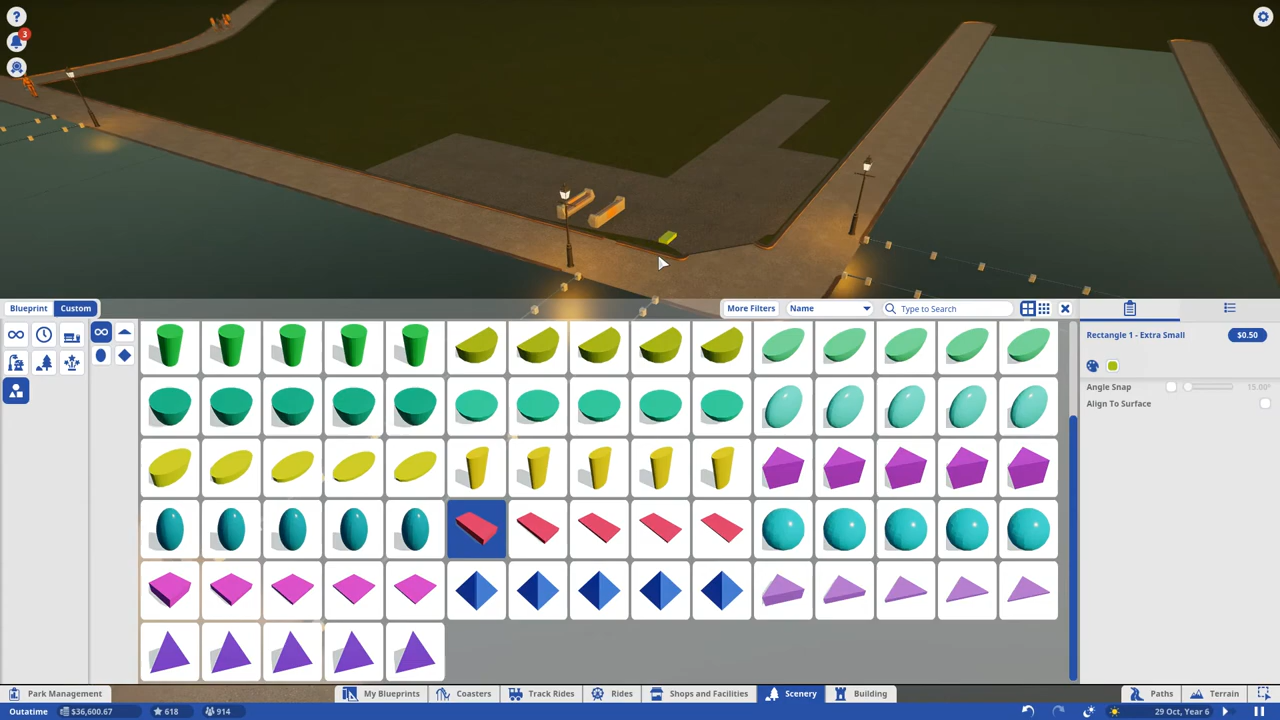 ?
3
Blueprint
Custom
More Filters
Name
Type to Search
Rectangle 1 - Extra Small
$0.50
Angle Snap
15.00°
Align To Surface
Park Management
My Blueprints
Coasters
Track Rides
Rides
Shops and Facilities
Scenery
Building
Paths
Terrain
Outatime
$36,600.67
618
914
29 Oct, Year 6